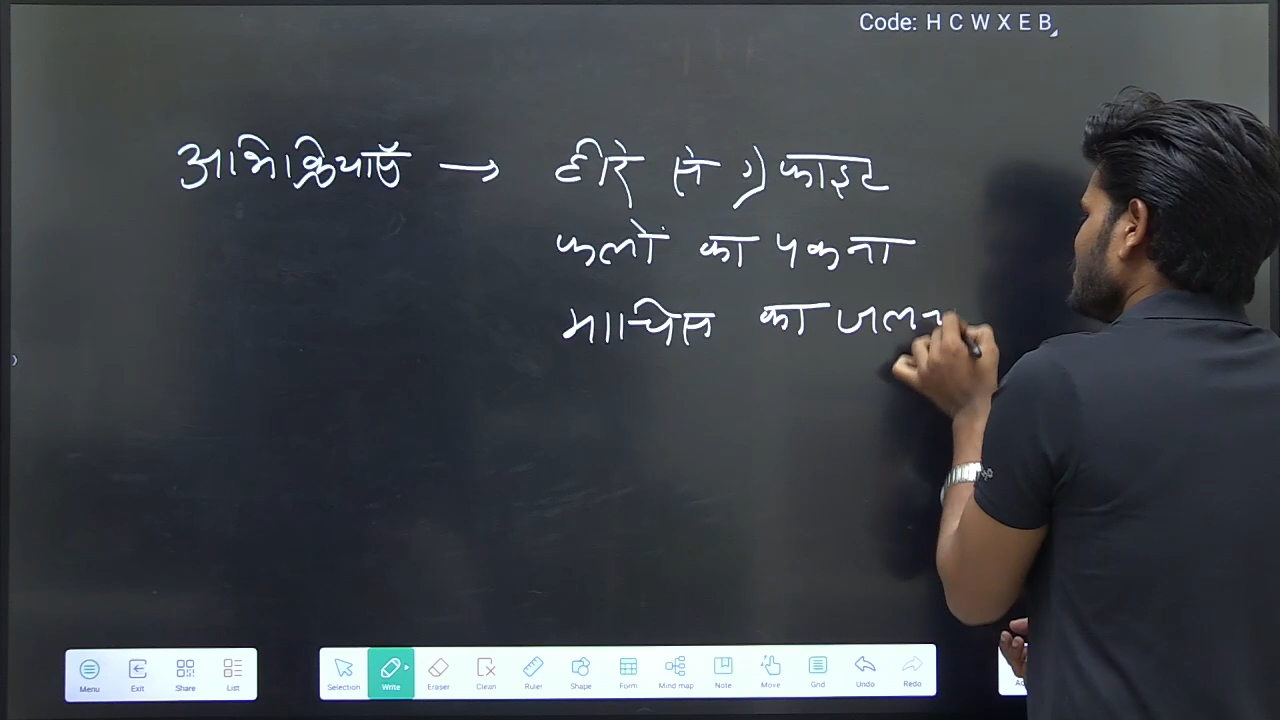 Code: H C W X E B
अभिक्रियाएँ → हीरे से ग्रेफाइट
फलों का पकना
माचिस का जलन
Menu Exit Share List Selection Write Eraser Clean Ruler Shape Form Mind map Note Move Grid Undo Redo